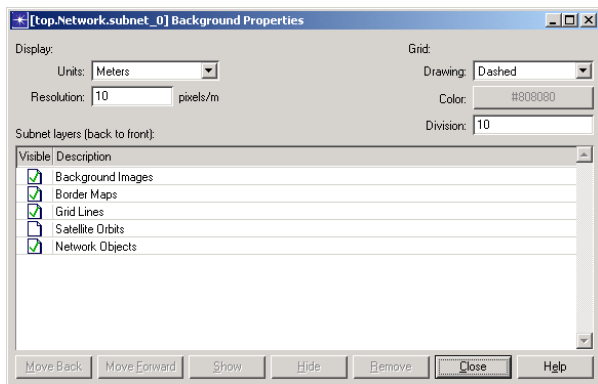 [top.Network.subnet_0] Background Properties
Display:
Grid:
Units: Meters
Drawing: Dashed
Resolution: 10 pixels/m
Color: #808080
Division: 10
Subnet layers (back to front):
Visible Description
Background Images
Border Maps
Grid Lines
Satellite Orbits
Network Objects
Move Back Move Forward Show Hide Remove Close Help